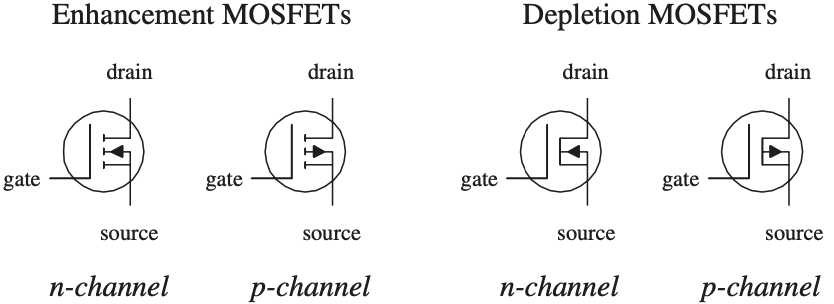 Enhancement MOSFETs Depletion MOSFETs
drain drain drain drain
gate gate gate gate
source source source source
n-channel p-channel n-channel p-channel